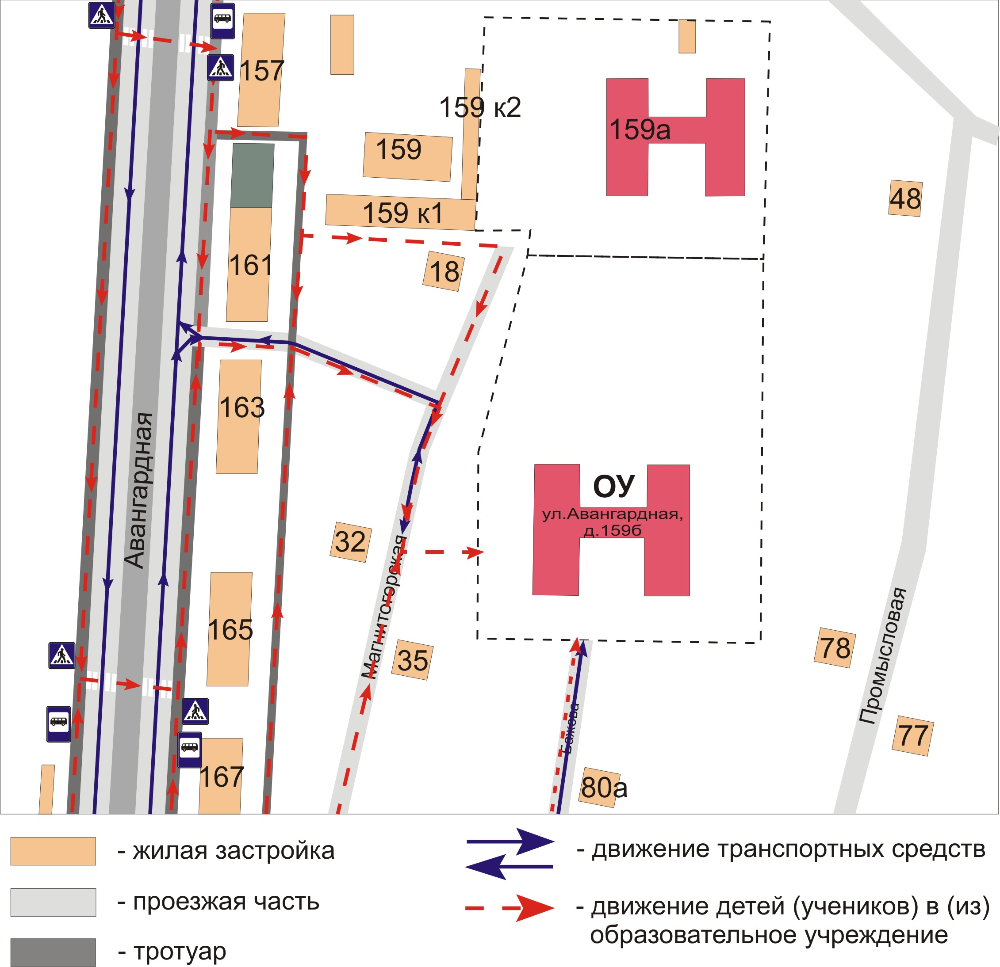 157
159 к2
159а
159
159 к1
48
161
18
163
Авангардная
ОУ
ул.Авангардная,
д.159б
32
Магнитогорская
165
35
78
Промысловая
Бажова
77
167
80а
- жилая застройка
- проезжая часть
- тротуар
- движение транспортных средств
- движение детей (учеников) в (из)
образовательное учреждение